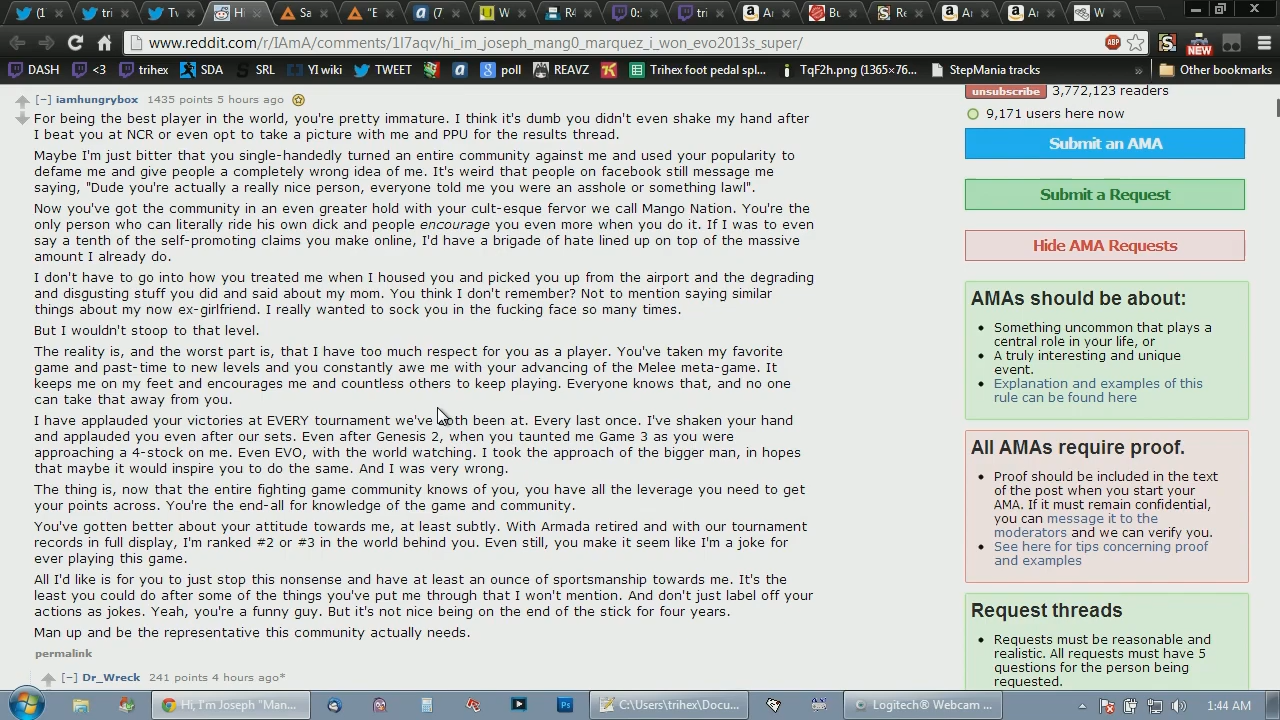 (1
tri
Tv
Hi
Sa
"E
(7
W
R4
0:
tri
Ar
Bu
Re
Ar
Ar
W
www.reddit.com/r/IAmA/comments/1l7aqv/hi_im_joseph_mang0_marquez_i_won_evo2013s_super/
ABP
NEW
DASH <3 trihex SDA SRL YI wiki TWEET poll REAVZ Trihex foot pedal spl... TqF2h.png (1365×76... StepMania tracks » Other bookmarks
[–] iamhungrybox 1435 points 5 hours ago
For being the best player in the world, you're pretty immature. I think it's dumb you didn't even shake my hand after
I beat you at NCR or even opt to take a picture with me and PPU for the results thread.
Maybe I'm just bitter that you single-handedly turned an entire community against me and used your popularity to
defame me and give people a completely wrong idea of me. It's weird that people on facebook still message me
saying, "Dude you're actually a really nice person, everyone told me you were an asshole or something lawl".
Now you've got the community in an even greater hold with your cult-esque fervor we call Mango Nation. You're the
only person who can literally ride his own dick and people encourage you even more when you do it. If I was to even
say a tenth of the self-promoting claims you make online, I'd have a brigade of hate lined up on top of the massive
amount I already do.
I don't have to go into how you treated me when I housed you and picked you up from the airport and the degrading
and disgusting stuff you did and said about my mom. You think I don't remember? Not to mention saying similar
things about my now ex-girlfriend. I really wanted to sock you in the fucking face so many times.
But I wouldn't stoop to that level.
The reality is, and the worst part is, that I have too much respect for you as a player. You've taken my favorite
game and past-time to new levels and you constantly awe me with your advancing of the Melee meta-game. It
keeps me on my feet and encourages me and countless others to keep playing. Everyone knows that, and no one
can take that away from you.
I have applauded your victories at EVERY tournament we've both been at. Every last once. I've shaken your hand
and applauded you even after our sets. Even after Genesis 2, when you taunted me Game 3 as you were
approaching a 4-stock on me. Even EVO, with the world watching. I took the approach of the bigger man, in hopes
that maybe it would inspire you to do the same. And I was very wrong.
The thing is, now that the entire fighting game community knows of you, you have all the leverage you need to get
your points across. You're the end-all for knowledge of the game and community.
You've gotten better about your attitude towards me, at least subtly. With Armada retired and with our tournament
records in full display, I'm ranked #2 or #3 in the world behind you. Even still, you make it seem like I'm a joke for
ever playing this game.
All I'd like is for you to just stop this nonsense and have at least an ounce of sportsmanship towards me. It's the
least you could do after some of the things you've put me through that I won't mention. And don't just label off your
actions as jokes. Yeah, you're a funny guy. But it's not nice being on the end of the stick for four years.
Man up and be the representative this community actually needs.
permalink
[–] Dr_Wreck 241 points 4 hours ago*
unsubscribe 3,772,123 readers
9,171 users here now
Submit an AMA
Submit a Request
Hide AMA Requests
AMAs should be about:
Something uncommon that plays a
central role in your life, or
A truly interesting and unique
event.
Explanation and examples of this
rule can be found here
All AMAs require proof.
Proof should be included in the text
of the post when you start your
AMA. If it must remain confidential,
you can message it to the
moderators and we can verify you.
See here for tips concerning proof
and examples
Request threads
Requests must be reasonable and
realistic. All requests must have 5
questions for the person being
requested.
Hi, I'm Joseph "Man...
C:\Users\trihex\Docu...
Logitech® Webcam ...
1:44 AM